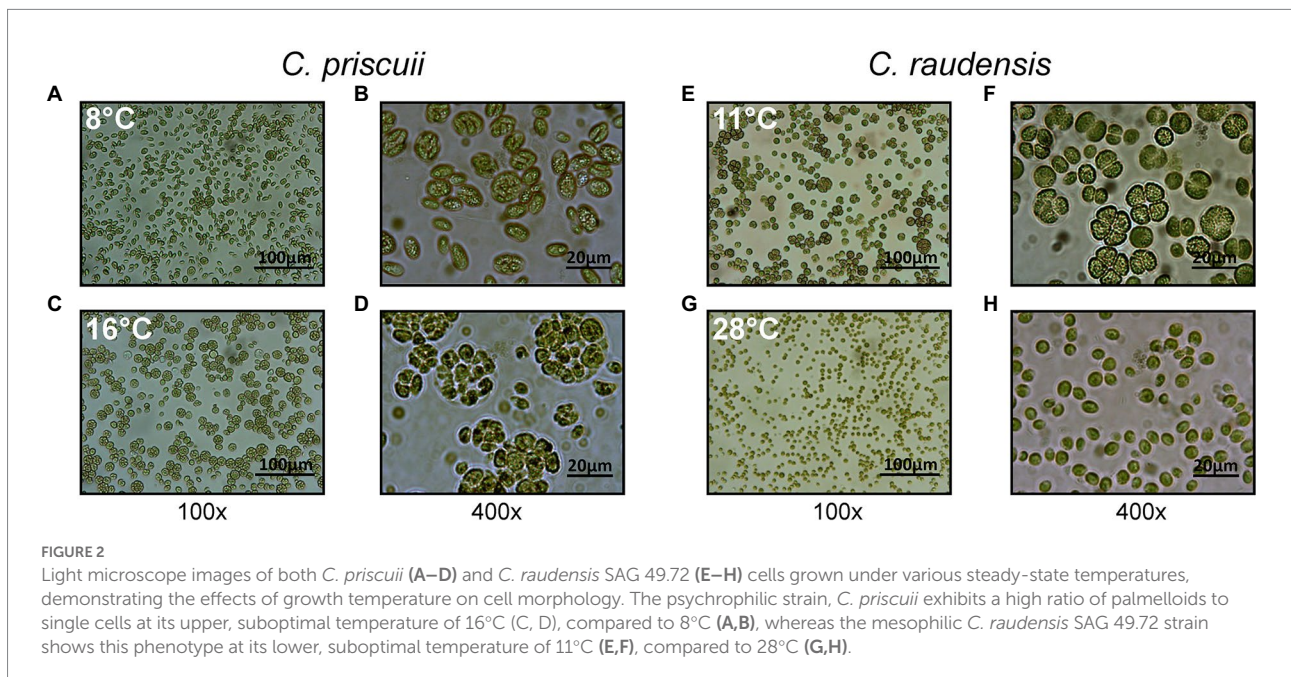 C. priscuii
C. raudensis
A
B
E
F
8°C
11°C
100µm
20µm
100µm
20µm
C
D
G
H
16°C
28°C
100µm
20µm
100µm
20µm
100x
400x
100x
400x
FIGURE 2
Light microscope images of both C. priscuii (A–D) and C. raudensis SAG 49.72 (E–H) cells grown under various steady-state temperatures,
demonstrating the effects of growth temperature on cell morphology. The psychrophilic strain, C. priscuii exhibits a high ratio of palmelloids to
single cells at its upper, suboptimal temperature of 16°C (C, D), compared to 8°C (A,B), whereas the mesophilic C. raudensis SAG 49.72 strain
shows this phenotype at its lower, suboptimal temperature of 11°C (E,F), compared to 28°C (G,H).